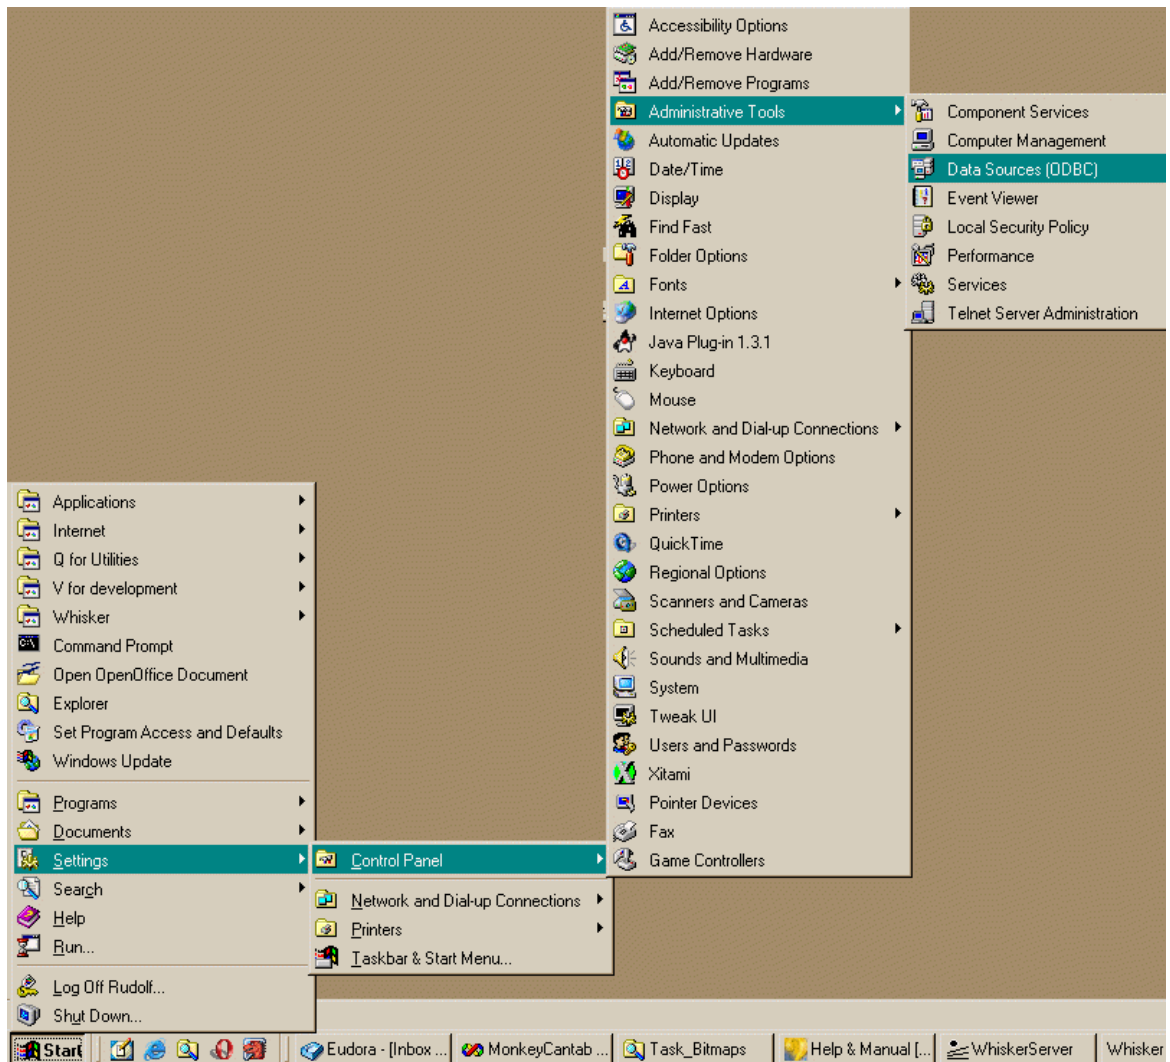 Accessibility Options
Add/Remove Hardware
Add/Remove Programs
Administrative Tools
Automatic Updates
Date/Time
Display
Find Fast
Folder Options
Fonts
Internet Options
Java Plug-in 1.3.1
Keyboard
Mouse
Network and Dial-up Connections
Phone and Modem Options
Power Options
Printers
QuickTime
Regional Options
Scanners and Cameras
Scheduled Tasks
Sounds and Multimedia
System
Tweak UI
Users and Passwords
Xitami
Pointer Devices
Fax
Game Controllers
Component Services
Computer Management
Data Sources (ODBC)
Event Viewer
Local Security Policy
Performance
Services
Telnet Server Administration
Applications
Internet
Q for Utilities
V for development
Whisker
Command Prompt
Open OpenOffice Document
Explorer
Set Program Access and Defaults
Windows Update
Programs
Documents
Settings
Search
Help
Run...
Log Off Rudolf...
Shut Down...
Control Panel
Network and Dial-up Connections
Printers
Taskbar & Start Menu...
Start
Eudora - [Inbox ...
MonkeyCantab ...
Task_Bitmaps
Help & Manual [...
WhiskerServer
Whisker